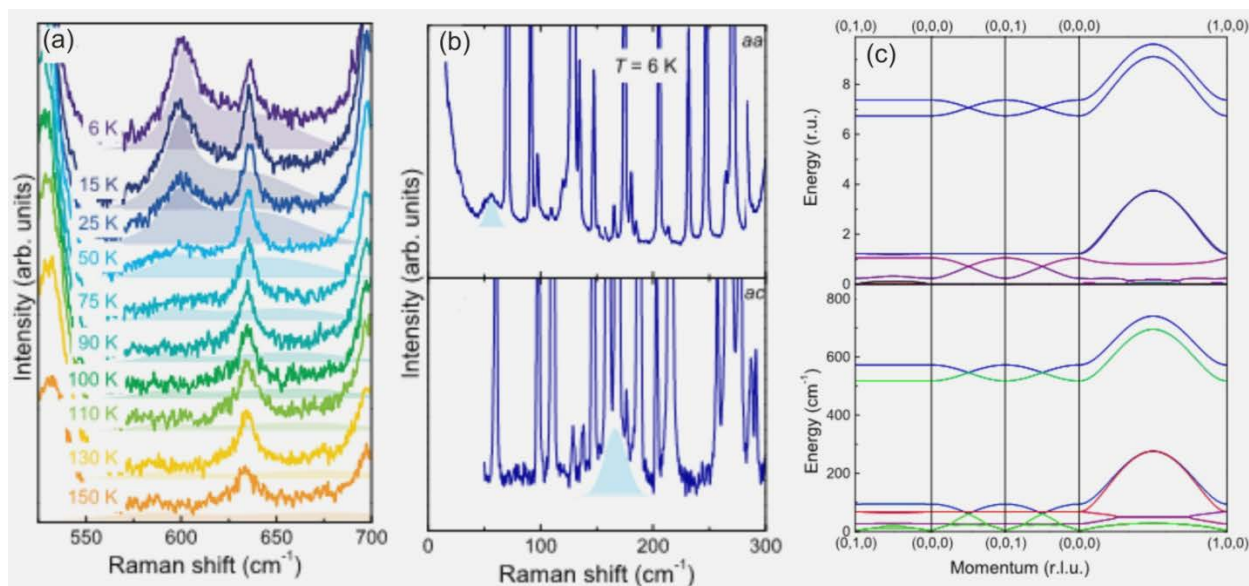 (a)
6 K
15 K
25 K
50 K
75 K
90 K
100 K
110 K
130 K
150 K
Intensity (arb. units)
550 600 650 700
Raman shift (cm⁻¹)
(b)
aa
T = 6 K
ac
Intensity (arb. units)
0 100 200 300
Raman shift (cm⁻¹)
(c)
(0,1,0) (0,0,0) (0,0,1) (0,0,0) (1,0,0)
Energy (r.u.)
8
6
4
2
0
Energy (cm⁻¹)
800
600
400
200
0
(0,1,0) (0,0,0) (0,0,1) (0,0,0) (1,0,0)
Momentum (r.l.u.)